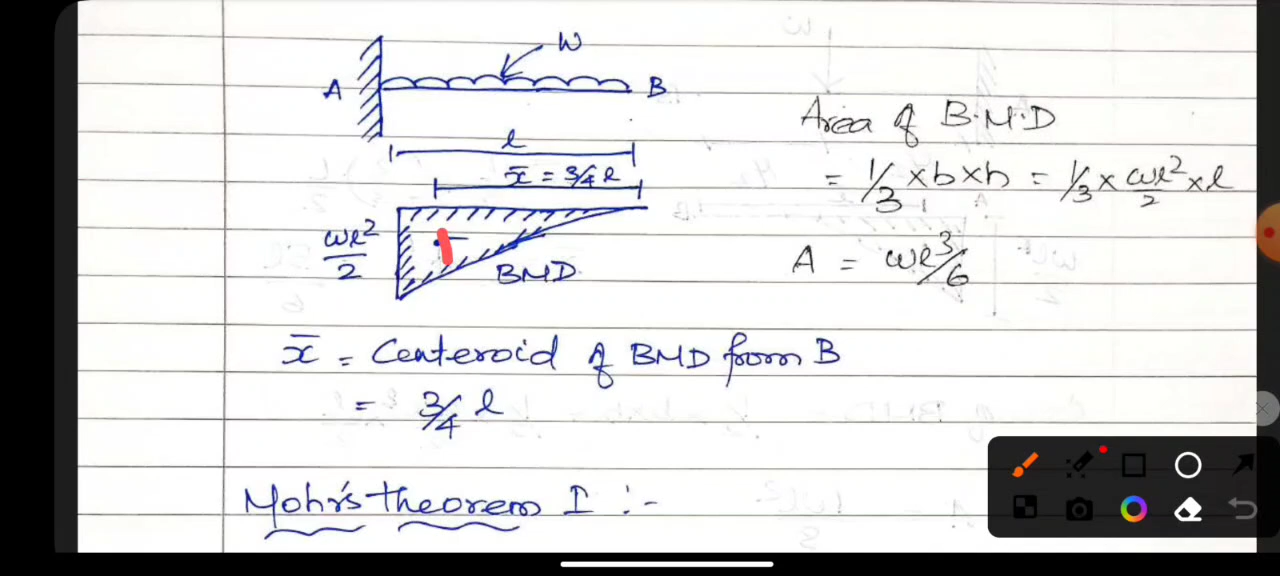 w
A B
l
x̄ = 3/4 l
wl²/2
BMD
Area of B.M.D
= 1/3 × b × h = 1/3 × wl²/2 × l
A = wl³/6
x̄ = Centeroid of BMD from B
= 3/4 l
Mohr's theorem I :-